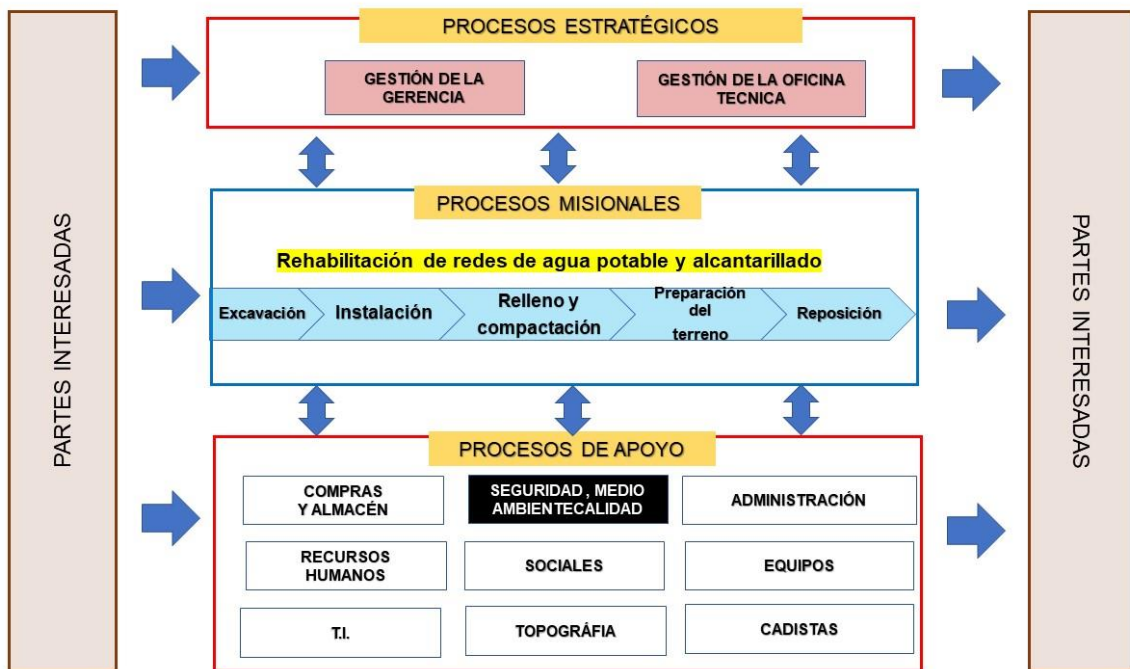 PARTES INTERESADAS
PROCESOS ESTRATÉGICOS
GESTIÓN DE LA
GERENCIA
GESTIÓN DE LA OFICINA
TECNICA
PROCESOS MISIONALES
Rehabilitación de redes de agua potable y alcantarillado
Excavación
Instalación
Relleno y
compactación
Preparación
del
terreno
Reposición
PROCESOS DE APOYO
COMPRAS
Y ALMACÉN
SEGURIDAD , MEDIO
AMBIENTECALIDAD
ADMINISTRACIÓN
RECURSOS
HUMANOS
SOCIALES
EQUIPOS
T.I.
TOPOGRÁFIA
CADISTAS
PARTES INTERESADAS